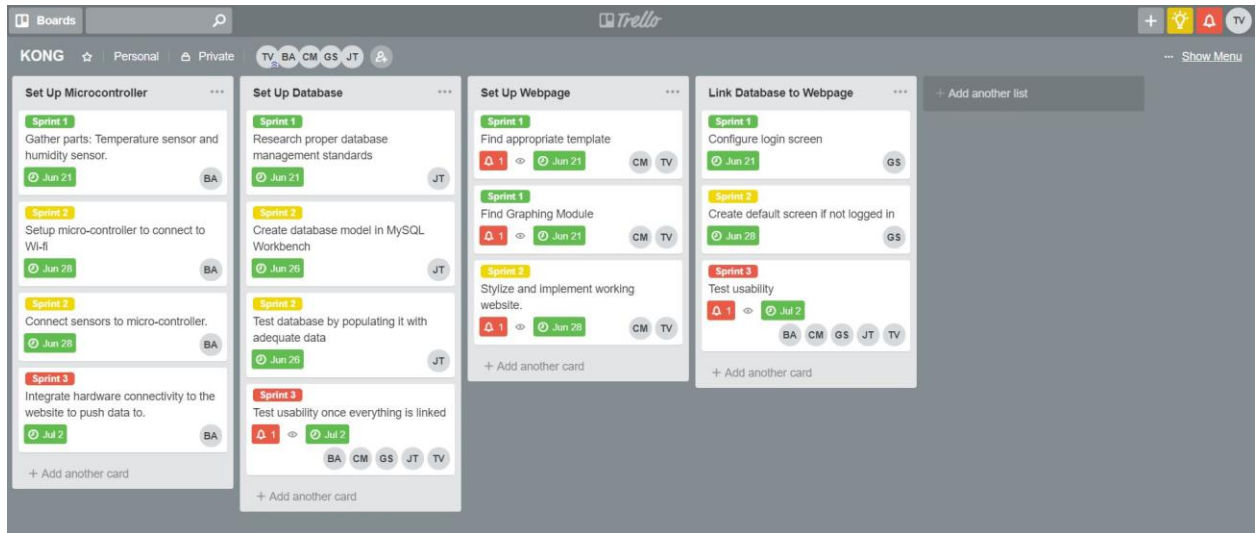 Boards
Trello
TV
KONG
Personal
Private
TV BA CM GS JT
Show Menu
Set Up Microcontroller
Sprint 1
Gather parts: Temperature sensor and
humidity sensor.
Jun 21
BA
Sprint 2
Setup micro-controller to connect to
Wi-fi
Jun 28
BA
Sprint 2
Connect sensors to micro-controller.
Jun 28
BA
Sprint 3
Integrate hardware connectivity to the
website to push data to.
Jul 2
BA
+ Add another card
Set Up Database
Sprint 1
Research proper database
management standards
Jun 21
JT
Sprint 2
Create database model in MySQL
Workbench
Jun 26
JT
Sprint 2
Test database by populating it with
adequate data
Jun 26
JT
Sprint 3
Test usability once everything is linked
1 Jul 2
BA CM GS JT TV
+ Add another card
Set Up Webpage
Sprint 1
Find appropriate template
1 Jun 21 CM TV
Sprint 1
Find Graphing Module
1 Jun 21 CM TV
Sprint 2
Stylize and implement working
website.
1 Jun 28 CM TV
+ Add another card
Link Database to Webpage
Sprint 1
Configure login screen
Jun 21
GS
Sprint 2
Create default screen if not logged in
Jun 28
GS
Sprint 3
Test usability
1 Jul 2
BA CM GS JT TV
+ Add another card
+ Add another list